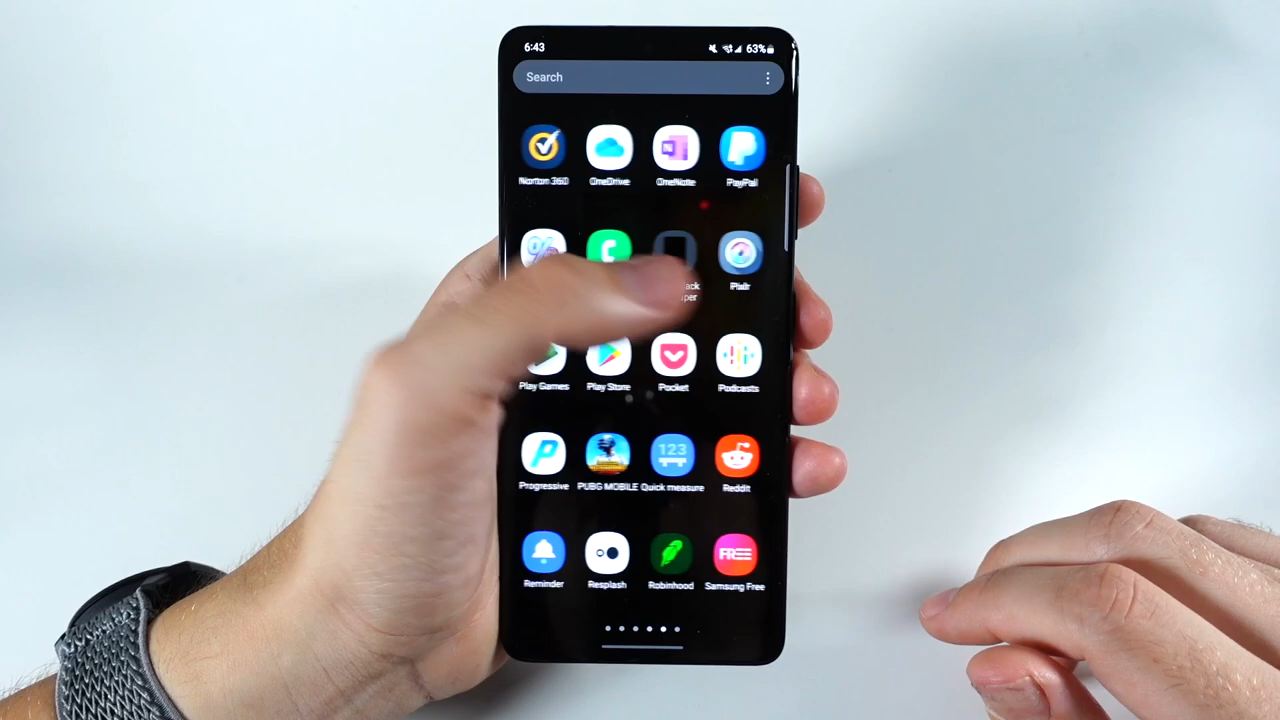 6:43
63%
Search
Norton 360
OneDrive
OneNote
PayPal
Pixlr
Play Games
Play Store
Pocket
Podcasts
123
Progressive
PUBG MOBILE
Quick measure
Reddit
FREE
Reminder
Resplash
Robinhood
Samsung Free